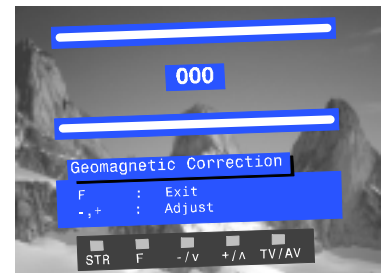 000
Geomagnetic Correction
F : Exit
-,+ : Adjust
STR F -/v +/ʌ TV/AV